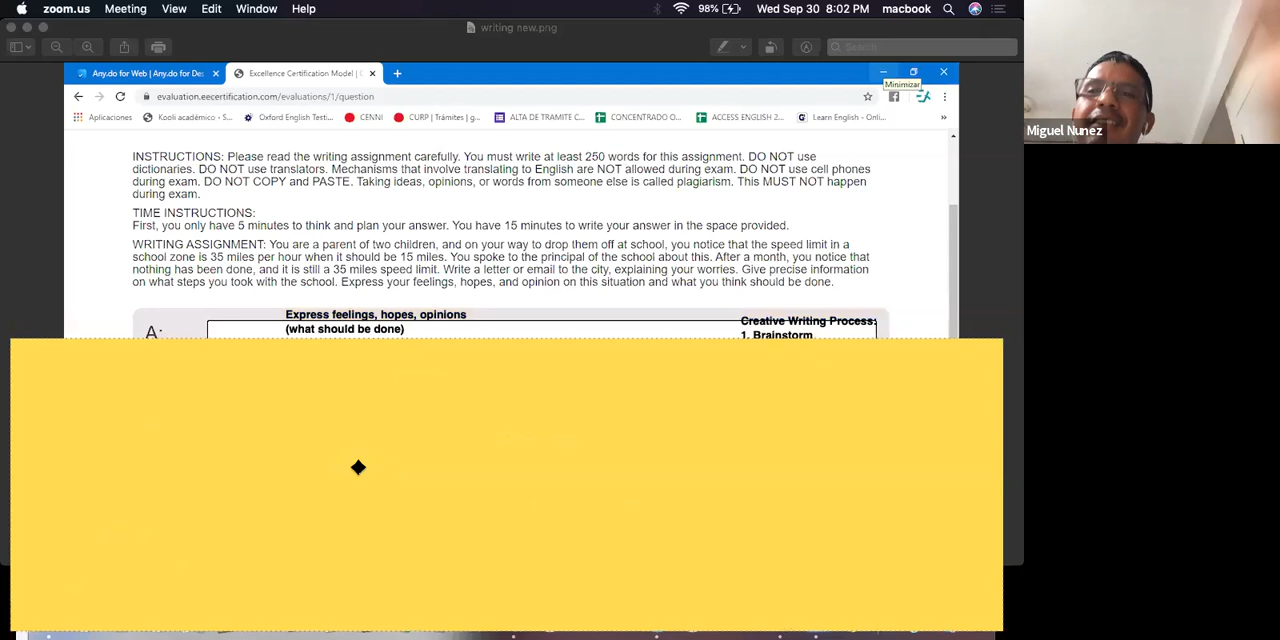 zoom.us Meeting View Edit Window Help 98% Wed Sep 30 8:02 PM macbook
writing new.png
Search
Any.do for Web | Any.do for Des
Excellence Certification Model | C
Minimizar
evaluation.eecertification.com/evaluations/1/question
Aplicaciones Kooli académico - S... Oxford English Testi... CENNI CURP | Trámites | g... ALTA DE TRAMITE C... CONCENTRADO O... ACCESS ENGLISH 2... Learn English - Onli... »
INSTRUCTIONS: Please read the writing assignment carefully. You must write at least 250 words for this assignment. DO NOT use
dictionaries. DO NOT use translators. Mechanisms that involve translating to English are NOT allowed during exam. DO NOT use cell phones
during exam. DO NOT COPY and PASTE. Taking ideas, opinions, or words from someone else is called plagiarism. This MUST NOT happen
during exam.
TIME INSTRUCTIONS:
First, you only have 5 minutes to think and plan your answer. You have 15 minutes to write your answer in the space provided.
WRITING ASSIGNMENT: You are a parent of two children, and on your way to drop them off at school, you notice that the speed limit in a
school zone is 35 miles per hour when it should be 15 miles. You spoke to the principal of the school about this. After a month, you notice that
nothing has been done, and it is still a 35 miles speed limit. Write a letter or email to the city, explaining your worries. Give precise information
on what steps you took with the school. Express your feelings, hopes, and opinion on this situation and what you think should be done.
A:
Express feelings, hopes, opinions
(what should be done)
Creative Writing Process:
1. Brainstorm
Miguel Nunez